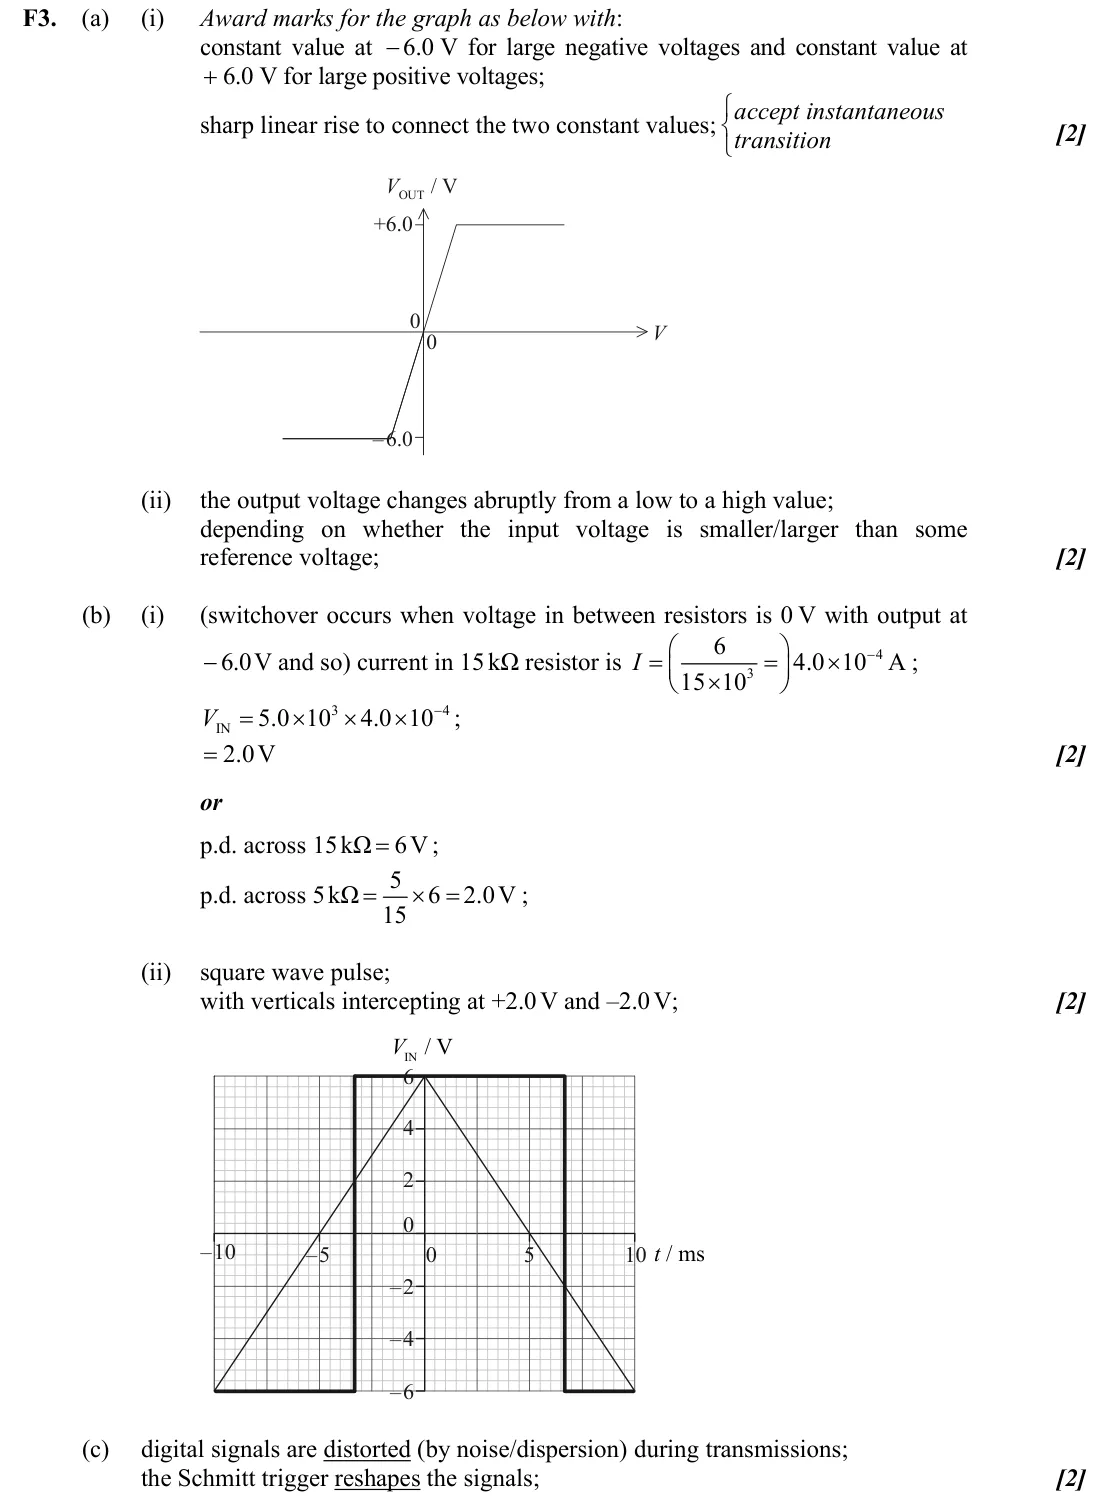 F3. (a) (i) Award marks for the graph as below with:
constant value at −6.0 V for large negative voltages and constant value at
+ 6.0 V for large positive voltages;
sharp linear rise to connect the two constant values; { accept instantaneous
transition
[2]
V_OUT / V
+6.0
0
0
V
−6.0
(ii) the output voltage changes abruptly from a low to a high value;
depending on whether the input voltage is smaller/larger than some
reference voltage; [2]
(b) (i) (switchover occurs when voltage in between resistors is 0 V with output at
−6.0 V and so) current in 15 kΩ resistor is I = (6/(15×10³) =) 4.0×10⁻⁴ A ;
V_IN = 5.0×10³ × 4.0×10⁻⁴ ;
= 2.0 V [2]
or
p.d. across 15 kΩ = 6 V ;
p.d. across 5 kΩ = 5/15 × 6 = 2.0 V ;
(ii) square wave pulse;
with verticals intercepting at +2.0 V and –2.0 V; [2]
V_IN / V
6
4
2
0
−10 −5 0 5 10 t / ms
−2
−4
−6
(c) digital signals are distorted (by noise/dispersion) during transmissions;
the Schmitt trigger reshapes the signals; [2]